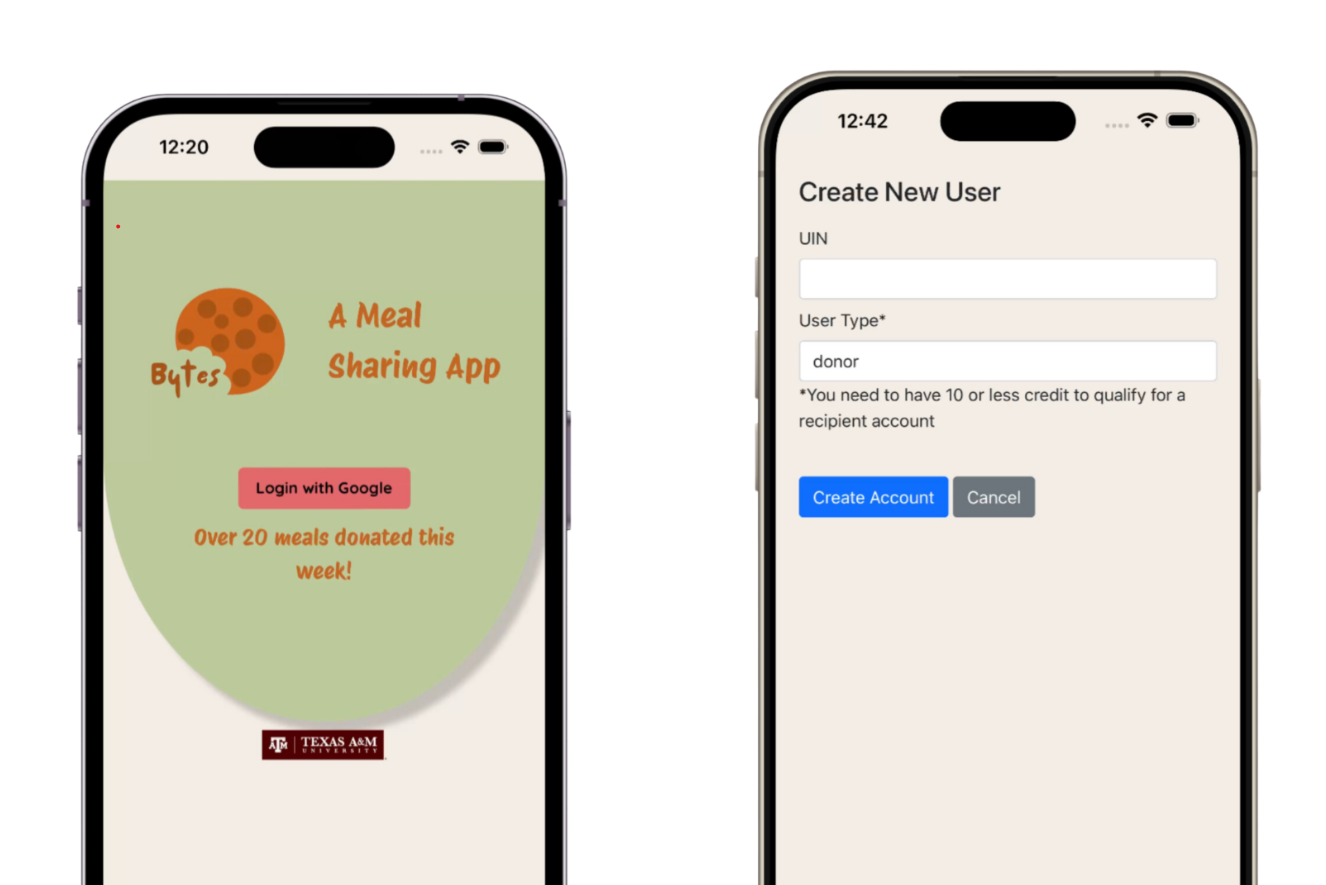 12:20
Bytes
A Meal
Sharing App
Login with Google
Over 20 meals donated this
week!
ATM | TEXAS A&M
UNIVERSITY
12:42
Create New User
UIN
User Type*
donor
*You need to have 10 or less credit to qualify for a
recipient account
Create Account Cancel